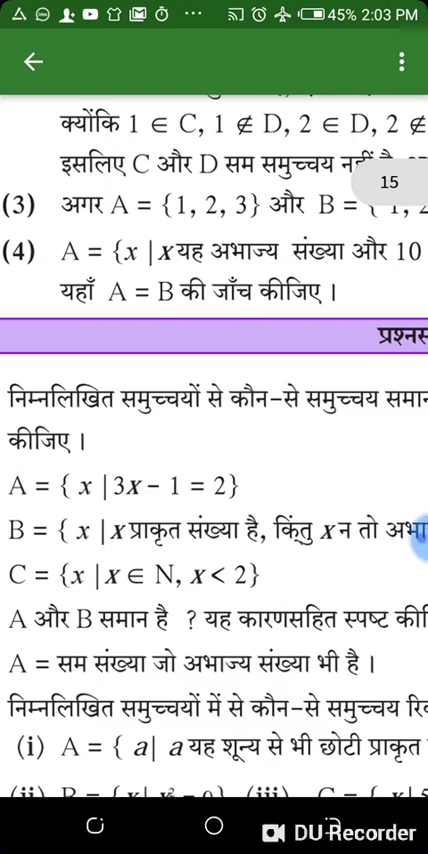 45% 2:03 PM
क्योंकि 1 ∈ C, 1 ∉ D, 2 ∈ D, 2 ∉
इसलिए C और D सम समुच्चय नहीं
15
(3) अगर A = {1, 2, 3} और B =
(4) A = {x | x यह अभाज्य संख्या और 10
यहाँ A = B की जाँच कीजिए ।
निम्नलिखित समुच्चयों से कौन-से समुच्चय
कीजिए ।
A = { x | 3x - 1 = 2}
B = { x | x प्राकृत संख्या है, किंतु x न तो
C = {x | x ∈ N, x < 2}
A और B समान है ? यह कारणसहित स्पष्ट
A = सम संख्या जो अभाज्य संख्या भी है ।
निम्नलिखित समुच्चयों में से कौन-से समुच्चय
(i) A = { a| a यह शून्य से भी छोटी प्राकृत
DU Recorder